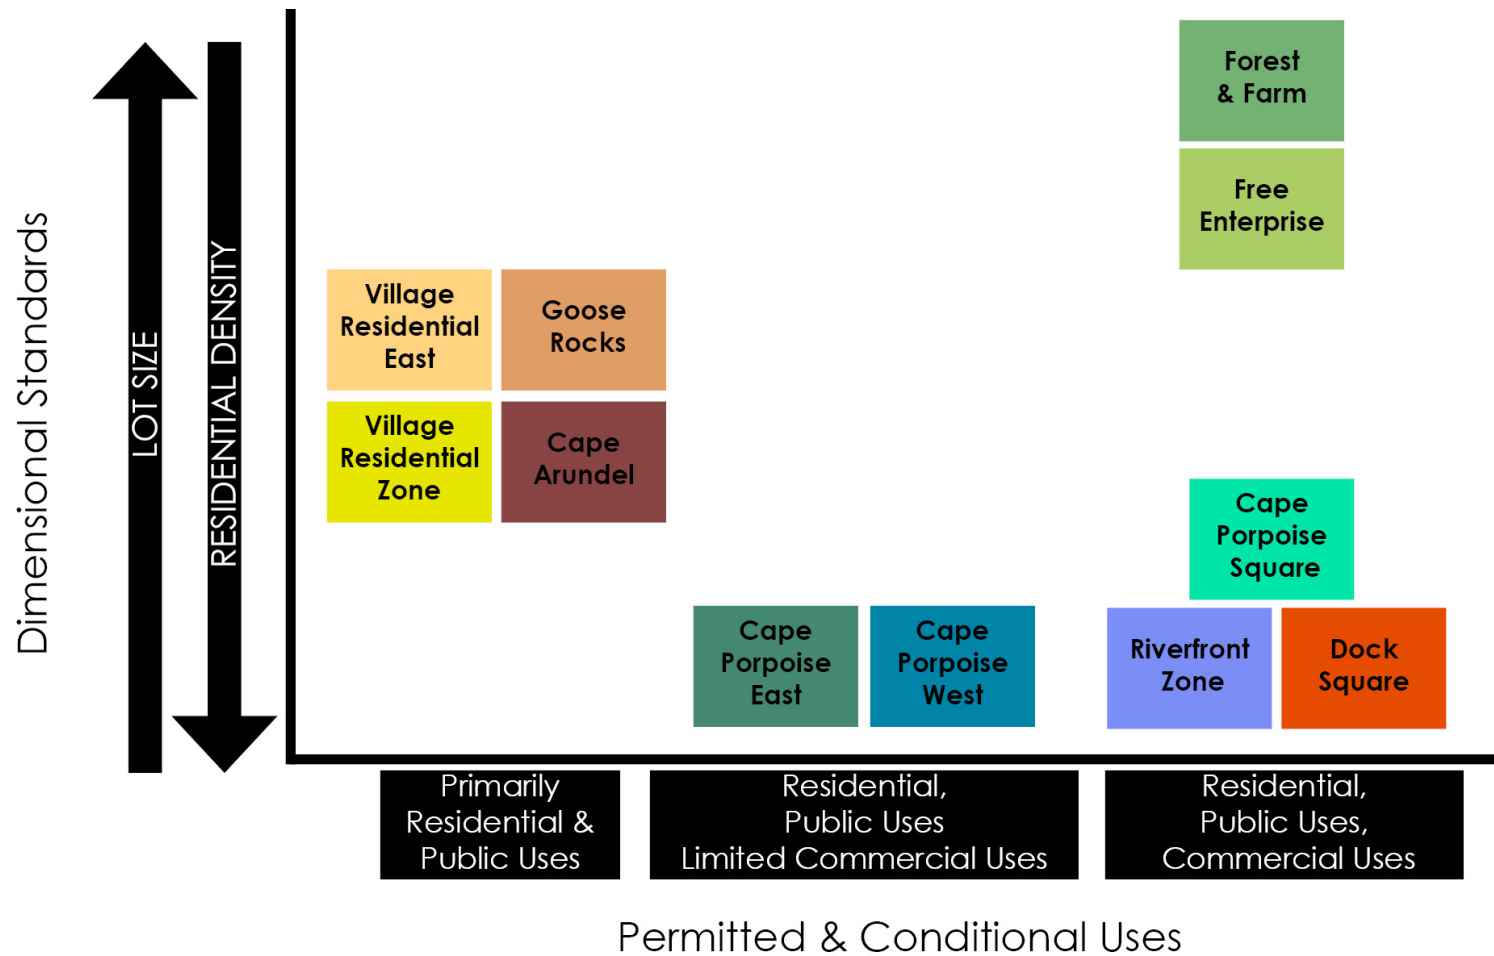 Dimensional Standards
LOT SIZE
RESIDENTIAL DENSITY
Forest
& Farm
Free
Enterprise
Village
Residential
East
Goose
Rocks
Village
Residential
Zone
Cape
Arundel
Cape
Porpoise
Square
Cape
Porpoise
East
Cape
Porpoise
West
Riverfront
Zone
Dock
Square
Primarily
Residential &
Public Uses
Residential,
Public Uses
Limited Commercial Uses
Residential,
Public Uses,
Commercial Uses
Permitted & Conditional Uses